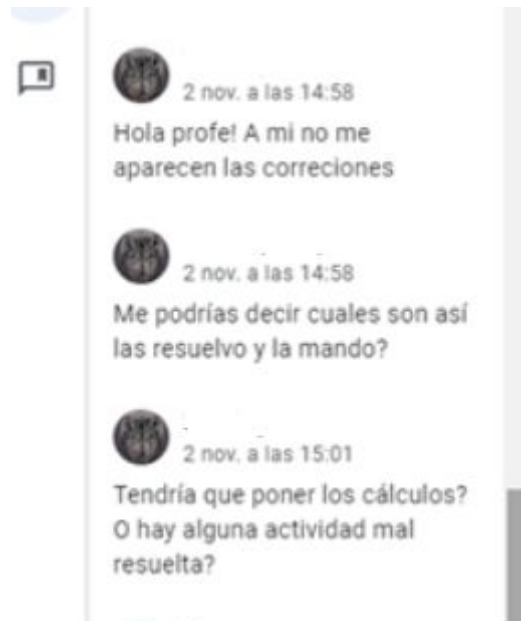 2 nov. a las 14:58
Hola profe! A mi no me
aparecen las correciones
2 nov. a las 14:58
Me podrías decir cuales son así
las resuelvo y la mando?
2 nov. a las 15:01
Tendría que poner los cálculos?
O hay alguna actividad mal
resuelta?